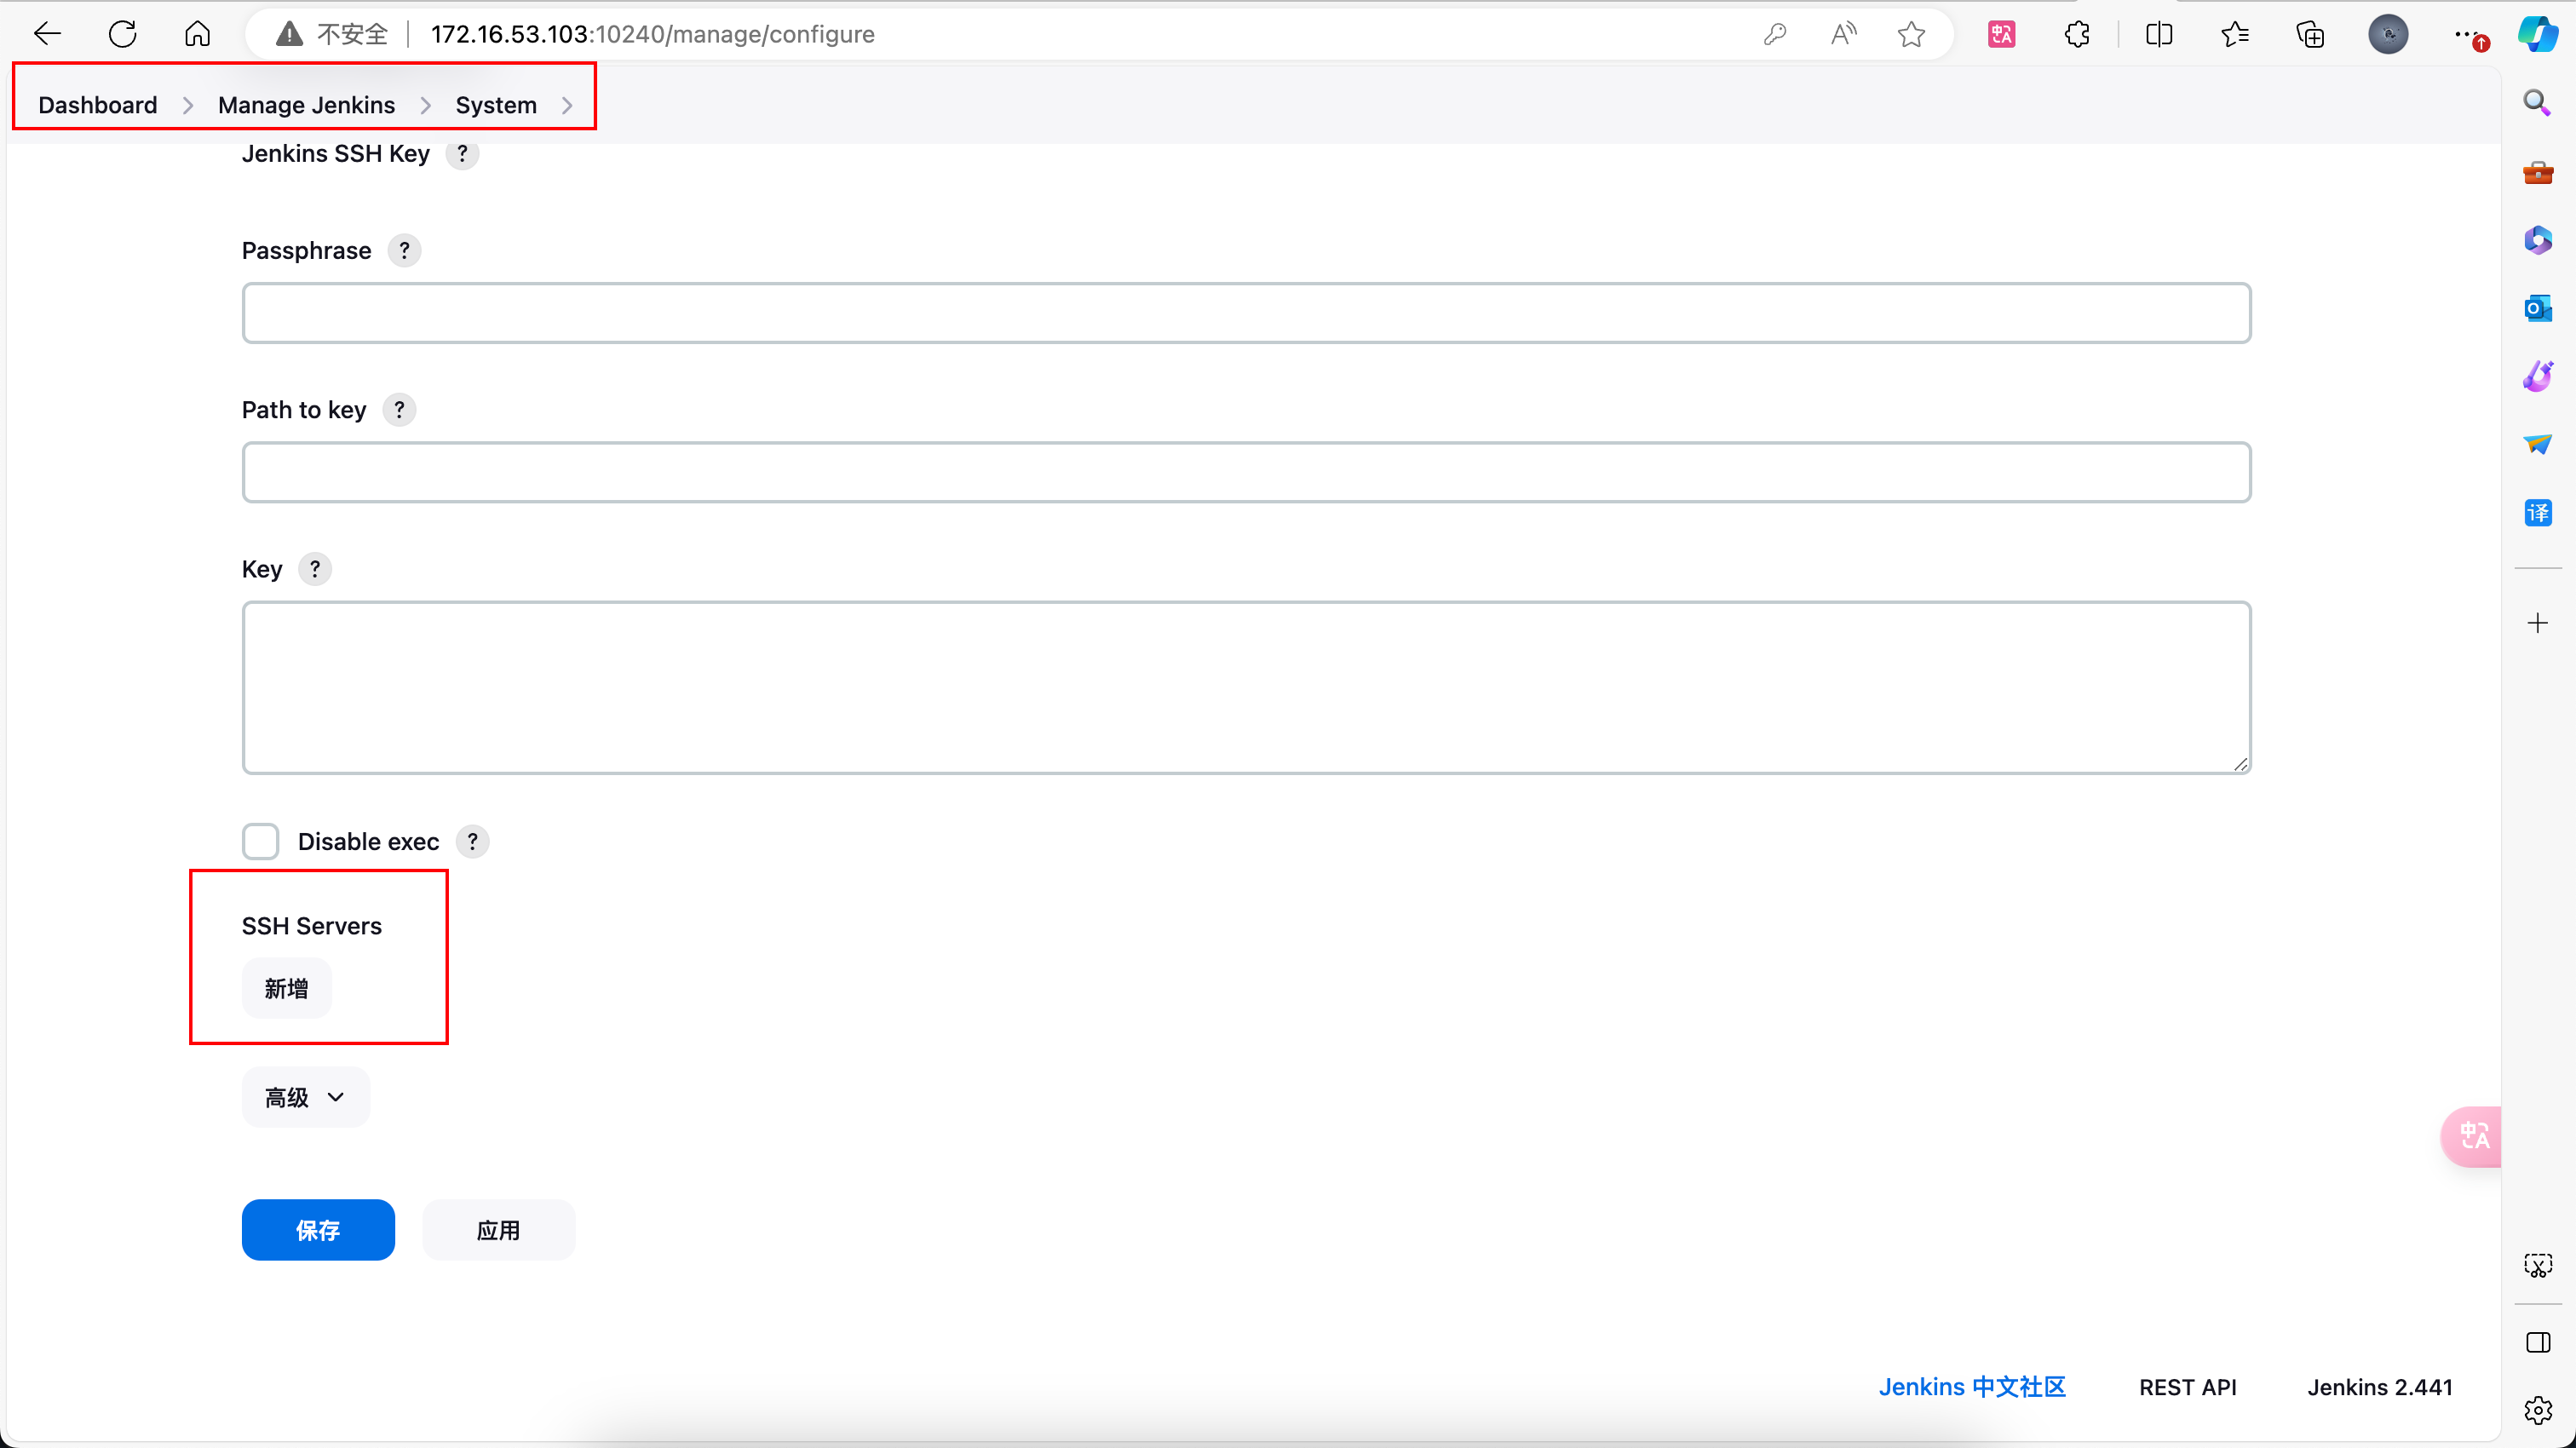 不安全 172.16.53.103:10240/manage/configure
Dashboard Manage Jenkins System
Jenkins SSH Key ?
Passphrase ?
Path to key ?
Key ?
Disable exec ?
SSH Servers
新增
高级
保存 应用
Jenkins 中文社区 REST API Jenkins 2.441
译